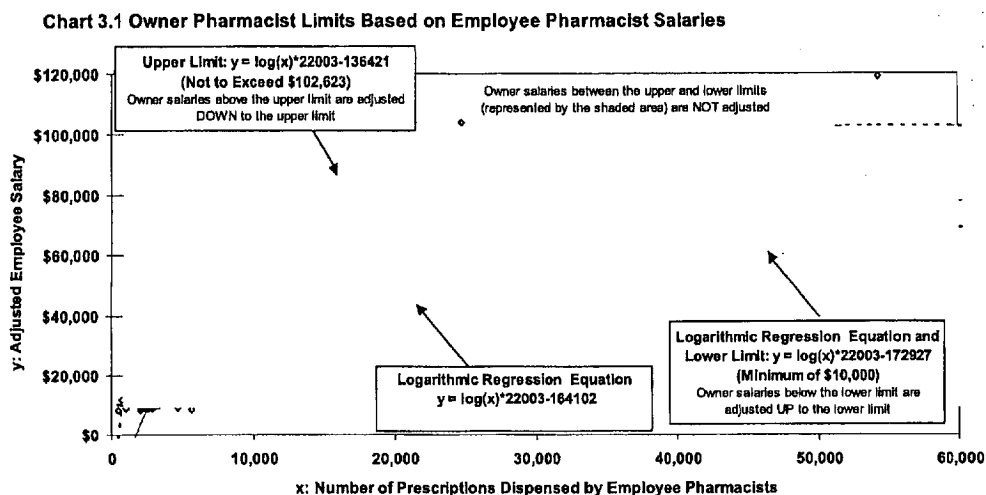 Chart 3.1 Owner Pharmacist Limits Based on Employee Pharmacist Salaries
Upper Limit: y = log(x)*22003-136421
(Not to Exceed $102,623)
Owner salaries above the upper limit are adjusted
DOWN to the upper limit
Owner salaries between the upper and lower limits
(represented by the shaded area) are NOT adjusted
y: Adjusted Employee Salary
$120,000
$100,000
$80,000
$60,000
$40,000
$20,000
$0
Logarithmic Regression Equation
y = log(x)*22003-164102
Logarithmic Regression Equation and
Lower Limit: y = log(x)*22003-172927
(Minimum of $10,000)
Owner salaries below the lower limit are
adjusted UP to the lower limit
0 10,000 20,000 30,000 40,000 50,000 60,000
x: Number of Prescriptions Dispensed by Employee Pharmacists